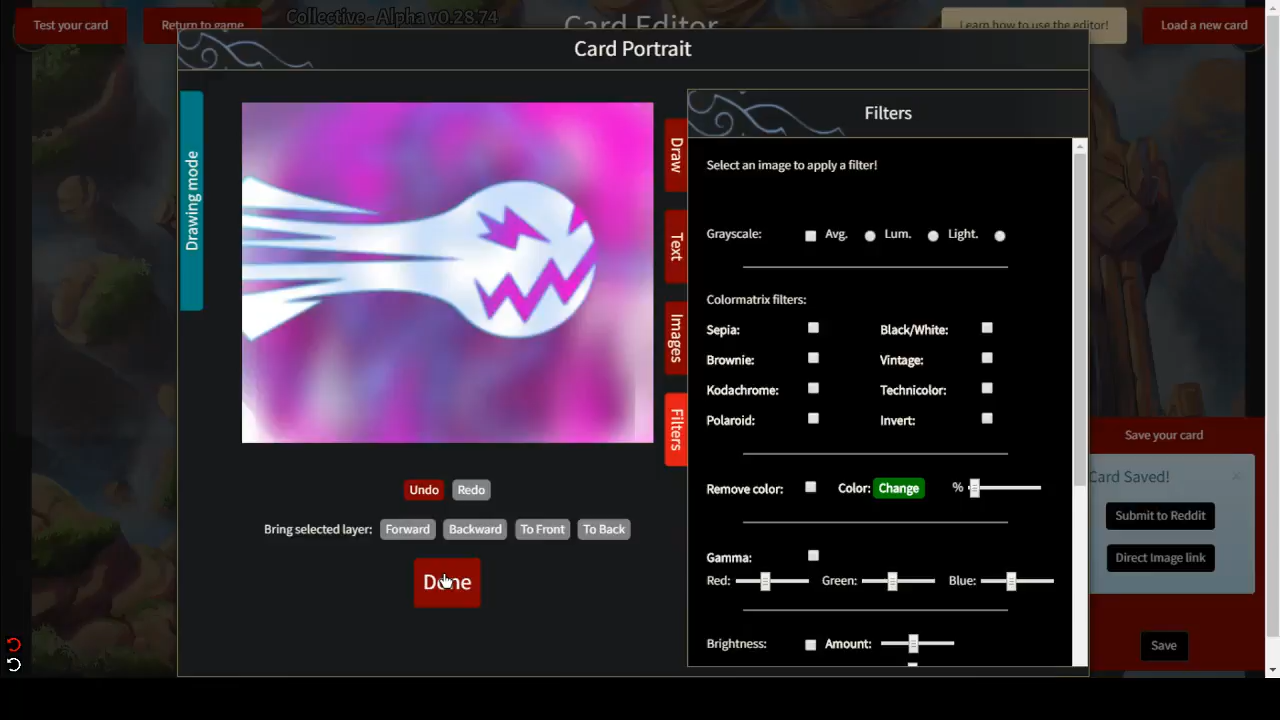 Test your card
Return to game
Collective - Alpha v0.28.74
Card Editor
Learn how to use the editor!
Load a new card
Card Portrait
Drawing mode
Draw
Text
Images
Filters
Filters
Select an image to apply a filter!
Grayscale: Avg. Lum. Light.
Colormatrix filters:
Sepia: Black/White:
Brownie: Vintage:
Kodachrome: Technicolor:
Polaroid: Invert:
Remove color: Color: Change %
Gamma:
Red: Green: Blue:
Brightness: Amount:
Undo Redo
Bring selected layer: Forward Backward To Front To Back
Done
Save your card
Card Saved!
Submit to Reddit
Direct Image link
Save